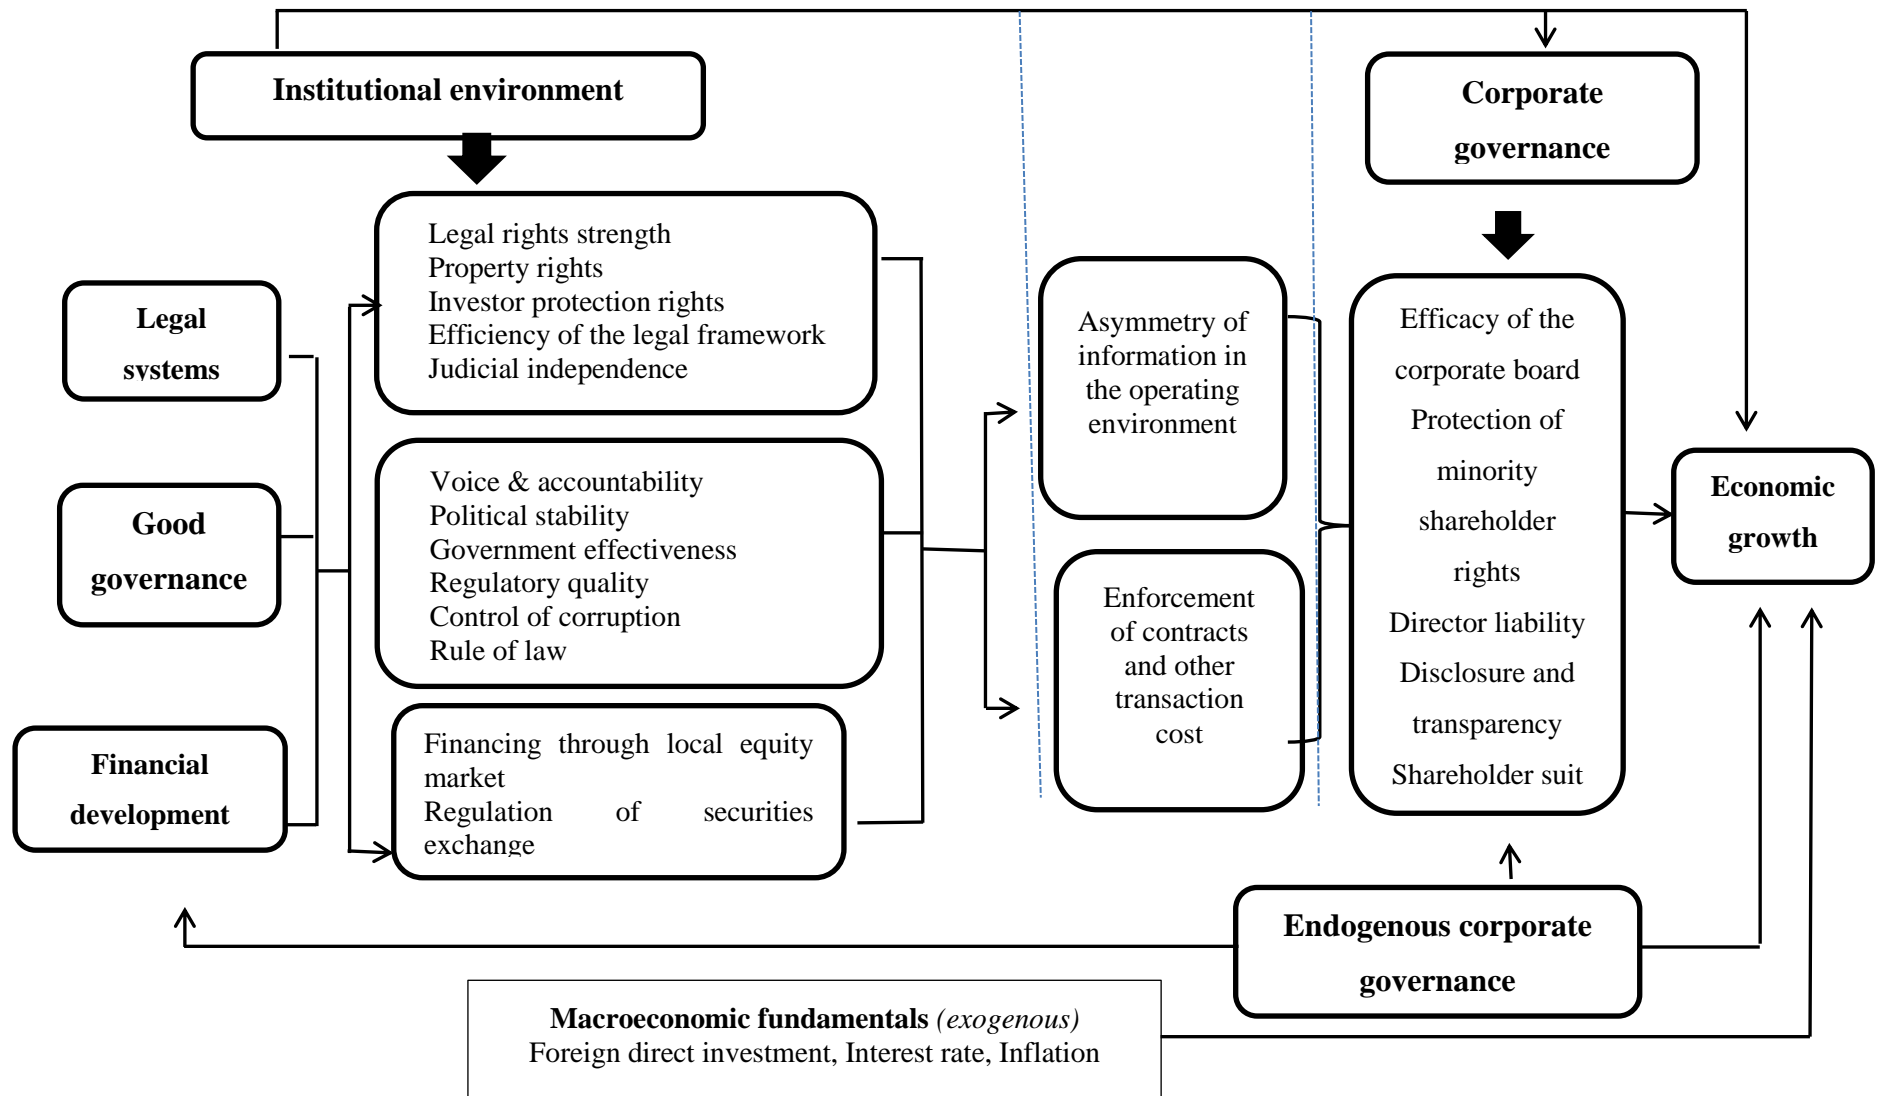 Institutional environment
Corporate
governance
Legal rights strength
Property rights
Investor protection rights
Efficiency of the legal framework
Judicial independence
Legal
systems
Asymmetry of
information in
the operating
environment
Efficacy of the
corporate board
Protection of
minority
shareholder
rights
Director liability
Disclosure and
transparency
Shareholder suit
Good
governance
Voice & accountability
Political stability
Government effectiveness
Regulatory quality
Control of corruption
Rule of law
Economic
growth
Enforcement
of contracts
and other
transaction
cost
Financial
development
Financing through local equity
market
Regulation of securities
exchange
Endogenous corporate
governance
Macroeconomic fundamentals (exogenous)
Foreign direct investment, Interest rate, Inflation